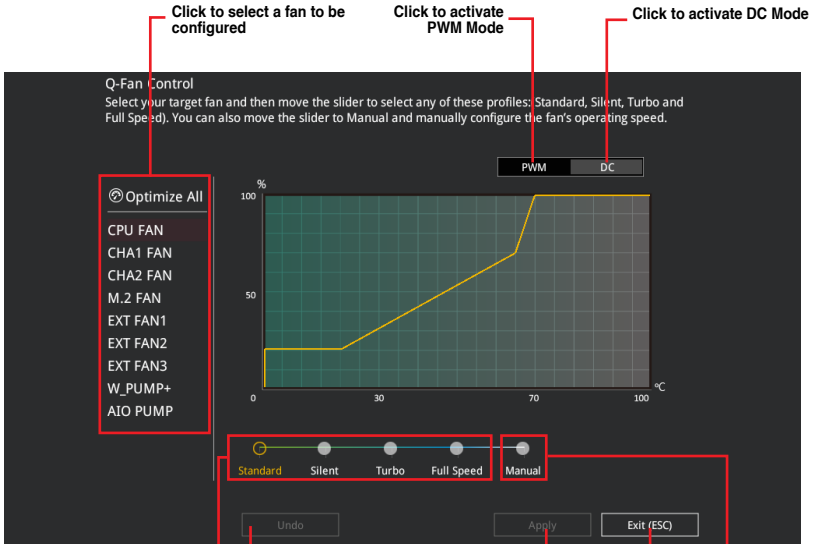 Click to select a fan to be
configured
Click to activate
PWM Mode
Click to activate DC Mode
Q-Fan Control
Select your target fan and then move the slider to select any of these profiles: Standard, Silent, Turbo and
Full Speed). You can also move the slider to Manual and manually configure the fan's operating speed.
PWM DC
Optimize All
CPU FAN
CHA1 FAN
CHA2 FAN
M.2 FAN
EXT FAN1
EXT FAN2
EXT FAN3
W_PUMP+
AIO PUMP
%
100
50
0 30 70 100
ºC
Standard Silent Turbo Full Speed Manual
Undo Apply Exit (ESC)